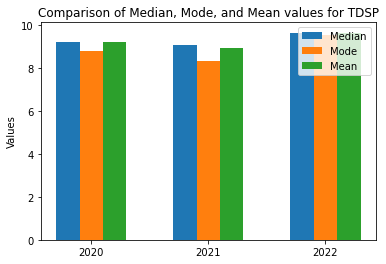 Comparison of Median, Mode, and Mean values for TDSP
Median
Mode
Mean
Values
10
8
6
4
2
0
2020
2021
2022